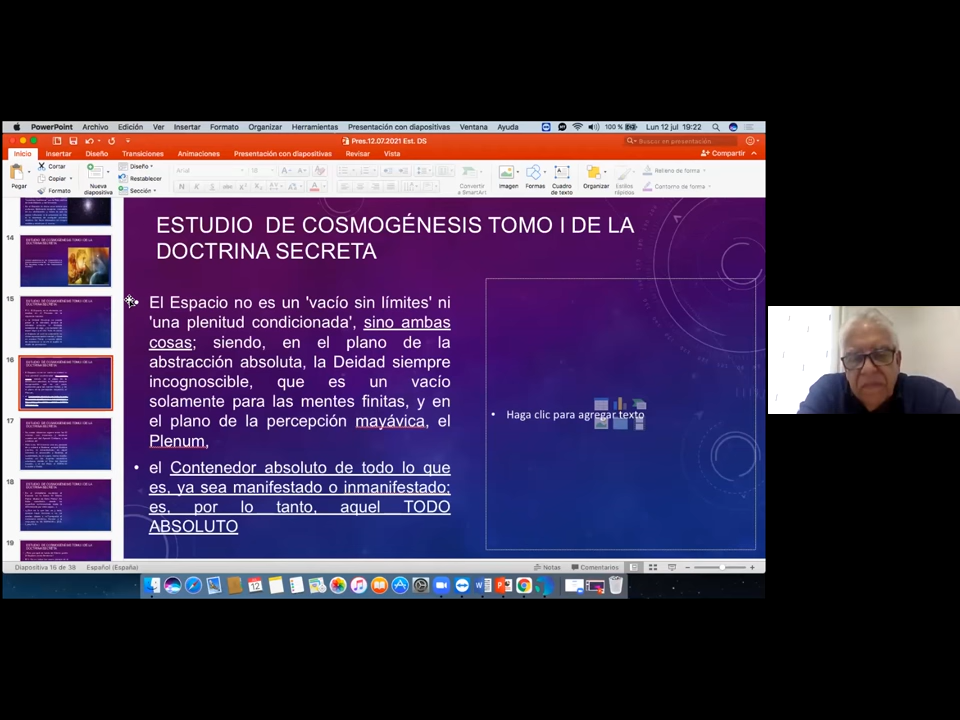 PowerPoint Archivo Edición Ver Insertar Formato Organizar Herramientas Presentación con diapositivas Ventana Ayuda 100 % Lun 12 jul 19:22
Pres.12.07.2021 Est. DS
Buscar en presentación
Inicio Insertar Diseño Transiciones Animaciones Presentación con diapositivas Revisar Vista Compartir
Pegar
Cortar
Copiar
Formato
Nueva diapositiva
Diseño
Restablecer
Sección
Arial
Convertir a SmartArt
Imagen
Formas
Cuadro de texto
Organizar
Estilos rápidos
Relleno de forma
Contorno de forma
14
15
16
17
18
19
ESTUDIO DE COSMOGÉNESIS TOMO I DE LA
DOCTRINA SECRETA
El Espacio no es un 'vacío sin límites' ni
'una plenitud condicionada', sino ambas
cosas; siendo, en el plano de la
abstracción absoluta, la Deidad siempre
incognoscible, que es un vacío
solamente para las mentes finitas, y en
el plano de la percepción mayávica, el
Plenum,
• el Contenedor absoluto de todo lo que
es, ya sea manifestado o inmanifestado;
es, por lo tanto, aquel TODO
ABSOLUTO
• Haga clic para agregar texto
Diapositiva 16 de 38 Español (España) Notas Comentarios